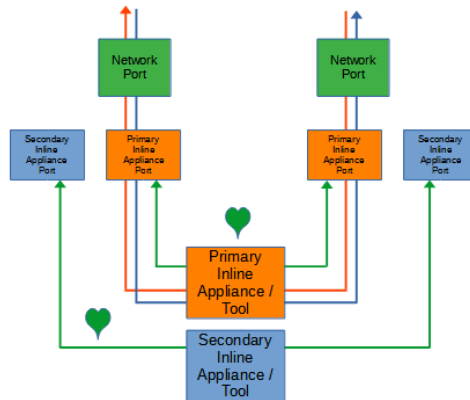 Network
Port
Network
Port
Secondary
Inline
Appliance
Port
Primary
Inline
Appliance
Port
Primary
Inline
Appliance
Port
Secondary
Inline
Appliance
Port
Primary
Inline
Appliance /
Tool
Secondary
Inline
Appliance /
Tool